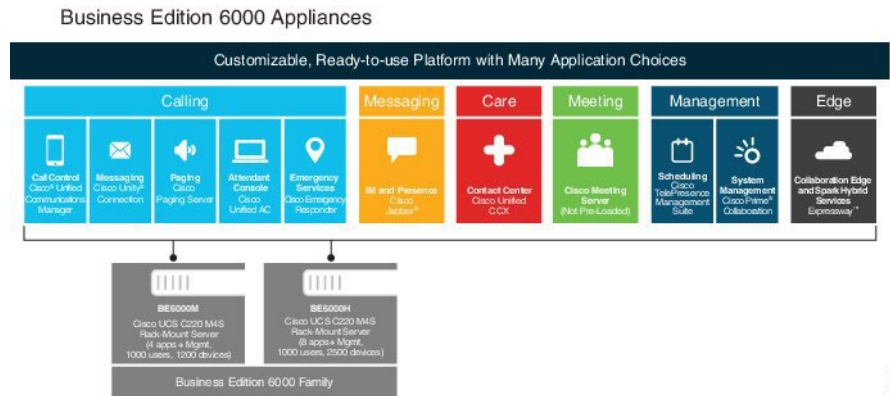 Business Edition 6000 Appliances
Customizable, Ready-to-use Platform with Many Application Choices
Calling
Call Control
Cisco® Unified
Communications
Manager
Messaging
Cisco Unity®
Connection
Paging
Cisco
Paging Server
Attendant
Console
Cisco
Unified AC
Emergency
Services
Cisco Emergency
Responder
Messaging
IM and Presence
Cisco
Jabber®
Care
Contact Center
Cisco Unified
CCX
Meeting
Cisco Meeting
Server
(Not Pre-Loaded)
Management
Scheduling
Cisco
TelePresence
Management
Suite
System
Management
Cisco Prime®
Collaboration
Edge
Collaboration Edge
and Spark Hybrid
Services
Expressway™
BE6000M
Cisco UCS C220 M4S
Rack-Mount Server
(4 apps + Mgmt,
1000 users, 1200 devices)
BE6000H
Cisco UCS C220 M4S
Rack-Mount Server
(8 apps + Mgmt,
1000 users, 2500 devices)
Business Edition 6000 Family